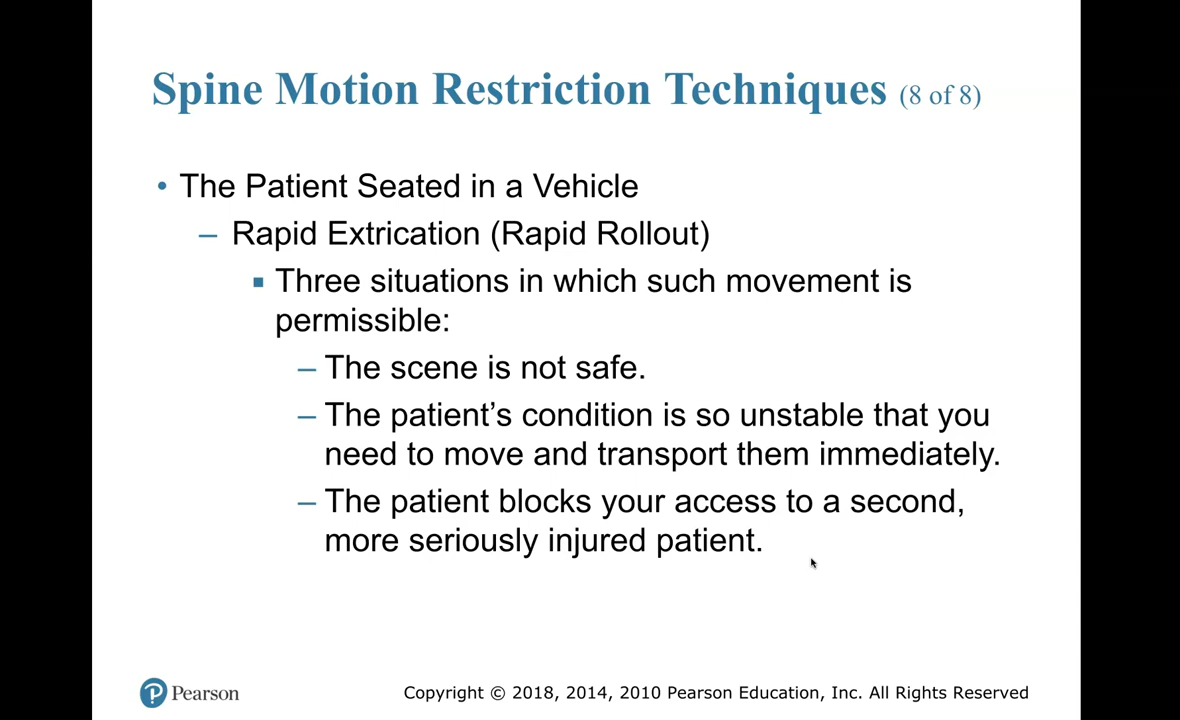 Spine Motion Restriction Techniques (8 of 8)
• The Patient Seated in a Vehicle
– Rapid Extrication (Rapid Rollout)
▪ Three situations in which such movement is
permissible:
– The scene is not safe.
– The patient’s condition is so unstable that you
need to move and transport them immediately.
– The patient blocks your access to a second,
more seriously injured patient.
Pearson
Copyright © 2018, 2014, 2010 Pearson Education, Inc. All Rights Reserved